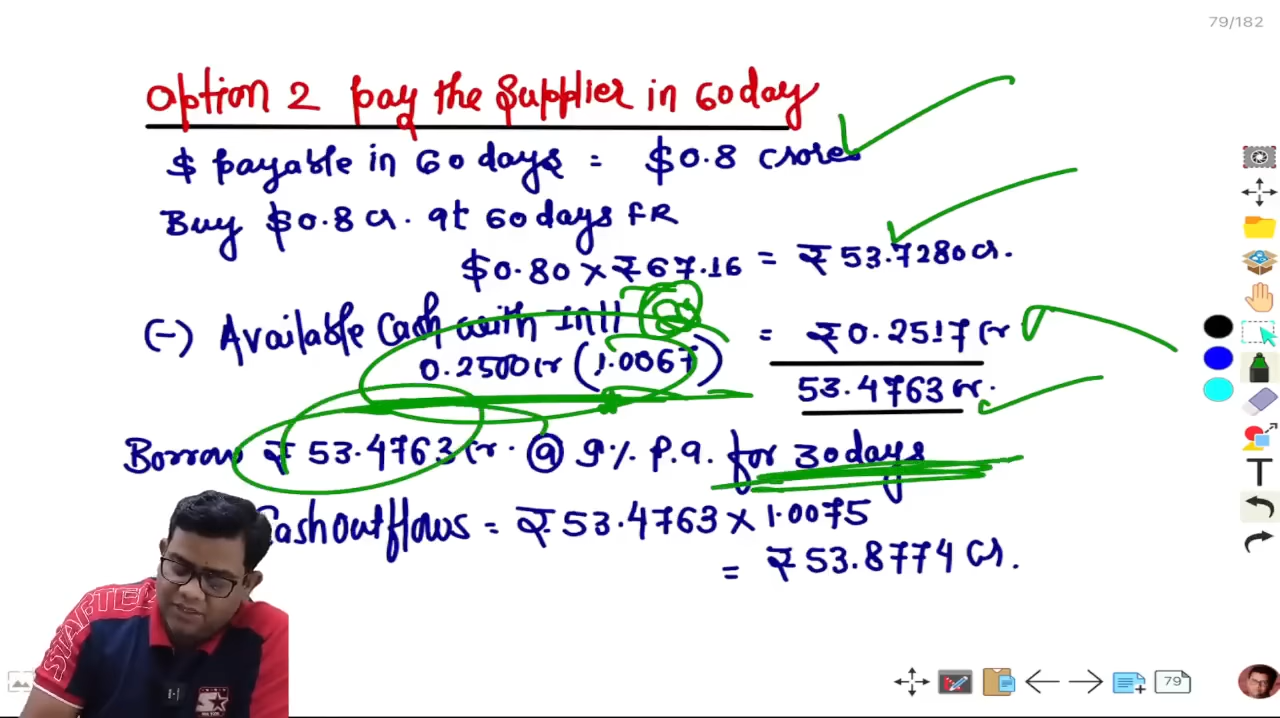 79/182
Option 2 pay the Supplier in 60 day
$ payable in 60 days = $0.8 crores
Buy $0.8 cr. at 60 days FR
$0.80 × ₹67.16 = ₹53.7280 cr.
(-) Available Cash with In = ₹0.2517 cr
0.2500 cr (1.0067)
53.4763 cr.
Borrow ₹53.4763 cr. @ 9% P.a. for 30 days
Cash outflows = ₹53.4763 × 1.0075
= ₹53.8774 cr.
STARTER
79